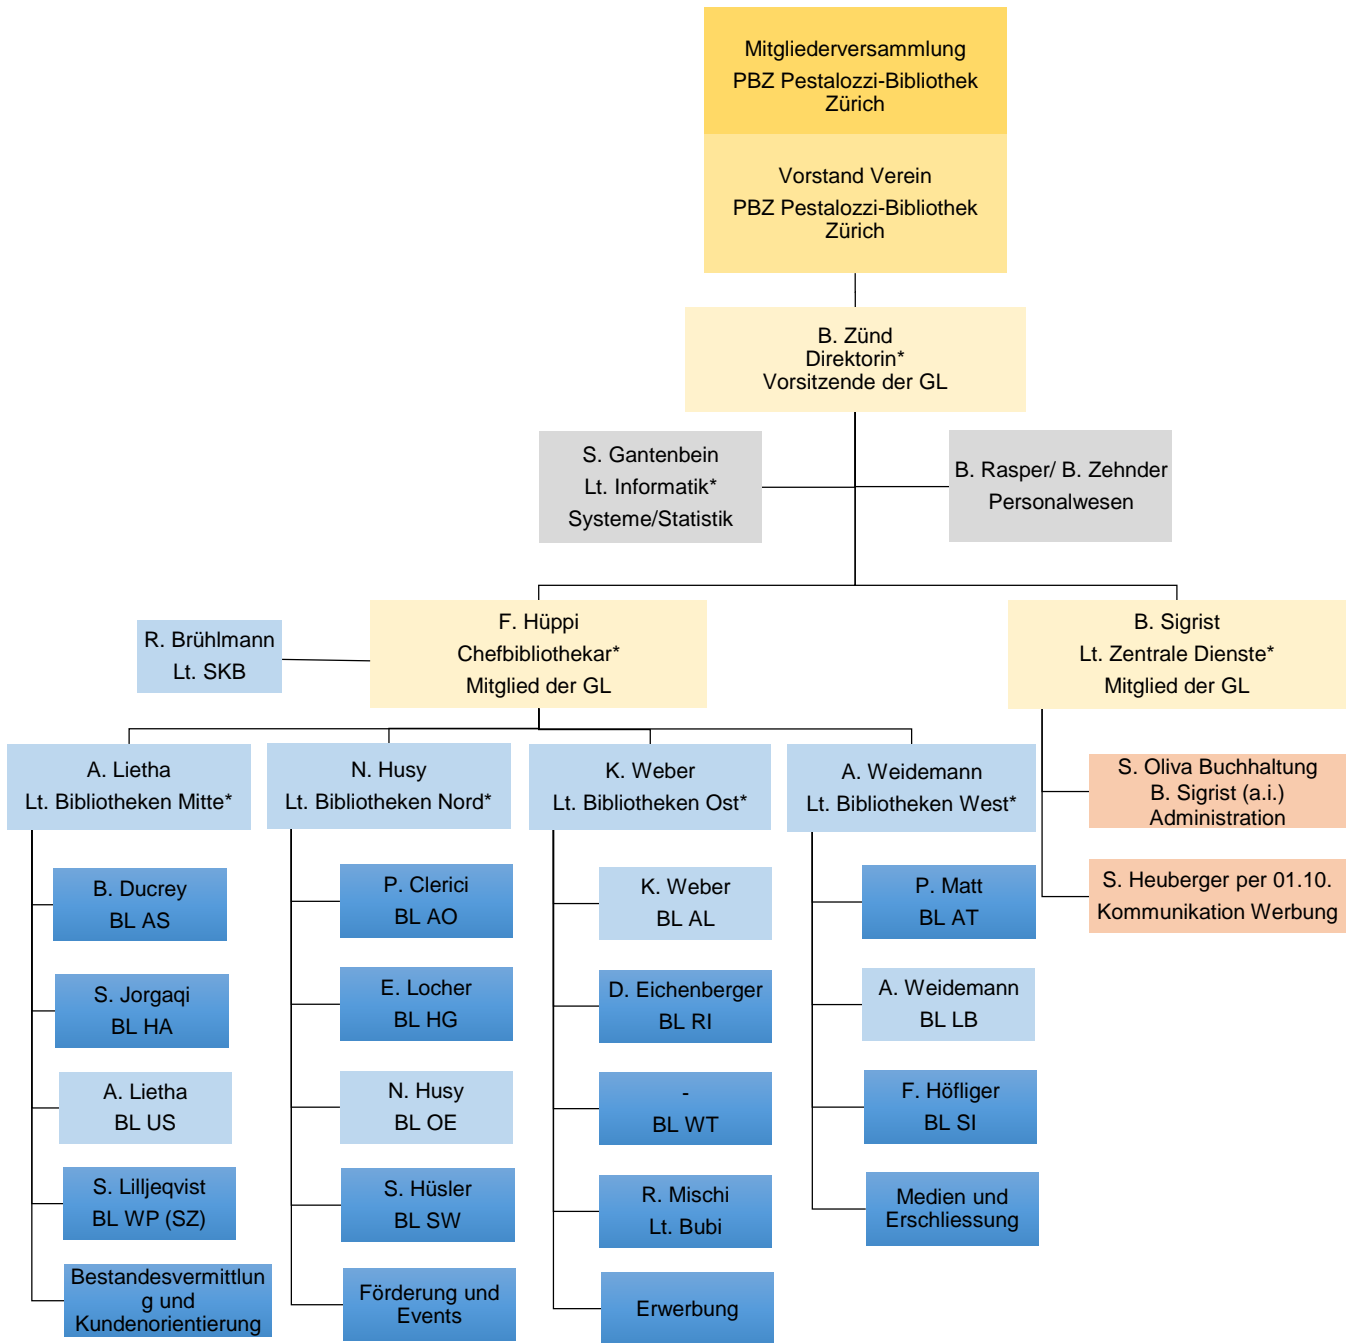 Mitgliederversammlung
PBZ Pestalozzi-Bibliothek
Zürich
Vorstand Verein
PBZ Pestalozzi-Bibliothek
Zürich
B. Zünd
Direktorin*
Vorsitzende der GL
S. Gantenbein
Lt. Informatik*
Systeme/Statistik
B. Rasper/ B. Zehnder
Personalwesen
R. Brühlmann
Lt. SKB
F. Hüppi
Chefbibliothekar*
Mitglied der GL
B. Sigrist
Lt. Zentrale Dienste*
Mitglied der GL
A. Lietha
Lt. Bibliotheken Mitte*
B. Ducrey
BL AS
S. Jorgaqi
BL HA
A. Lietha
BL US
S. Lilljeqvist
BL WP (SZ)
Bestandesvermittlun
g und
Kundenorientierung
N. Husy
Lt. Bibliotheken Nord*
P. Clerici
BL AO
E. Locher
BL HG
N. Husy
BL OE
S. Hüsler
BL SW
Förderung und
Events
K. Weber
Lt. Bibliotheken Ost*
K. Weber
BL AL
D. Eichenberger
BL RI
-
BL WT
R. Mischi
Lt. Bubi
Erwerbung
A. Weidemann
Lt. Bibliotheken West*
P. Matt
BL AT
A. Weidemann
BL LB
F. Höfliger
BL SI
Medien und
Erschliessung
S. Oliva Buchhaltung
B. Sigrist (a.i.)
Administration
S. Heuberger per 01.10.
Kommunikation Werbung